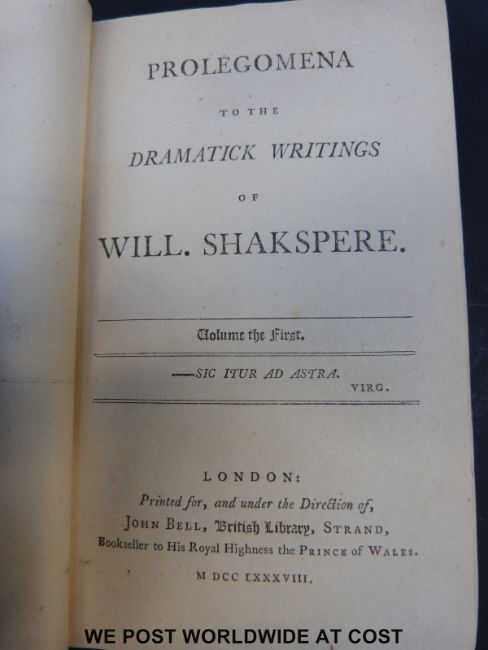 PROLEGOMENA
TO THE
DRAMATICK WRITINGS
OF
WILL. SHAKSPERE.
Volume the First.
—SIC ITUR AD ASTRA.
VIRG.
LONDON:
Printed for, and under the Direction of,
JOHN BELL, British Library, STRAND,
Bookseller to His Royal Highness the PRINCE of WALES.
M DCC LXXXVIII.
WE POST WORLDWIDE AT COST